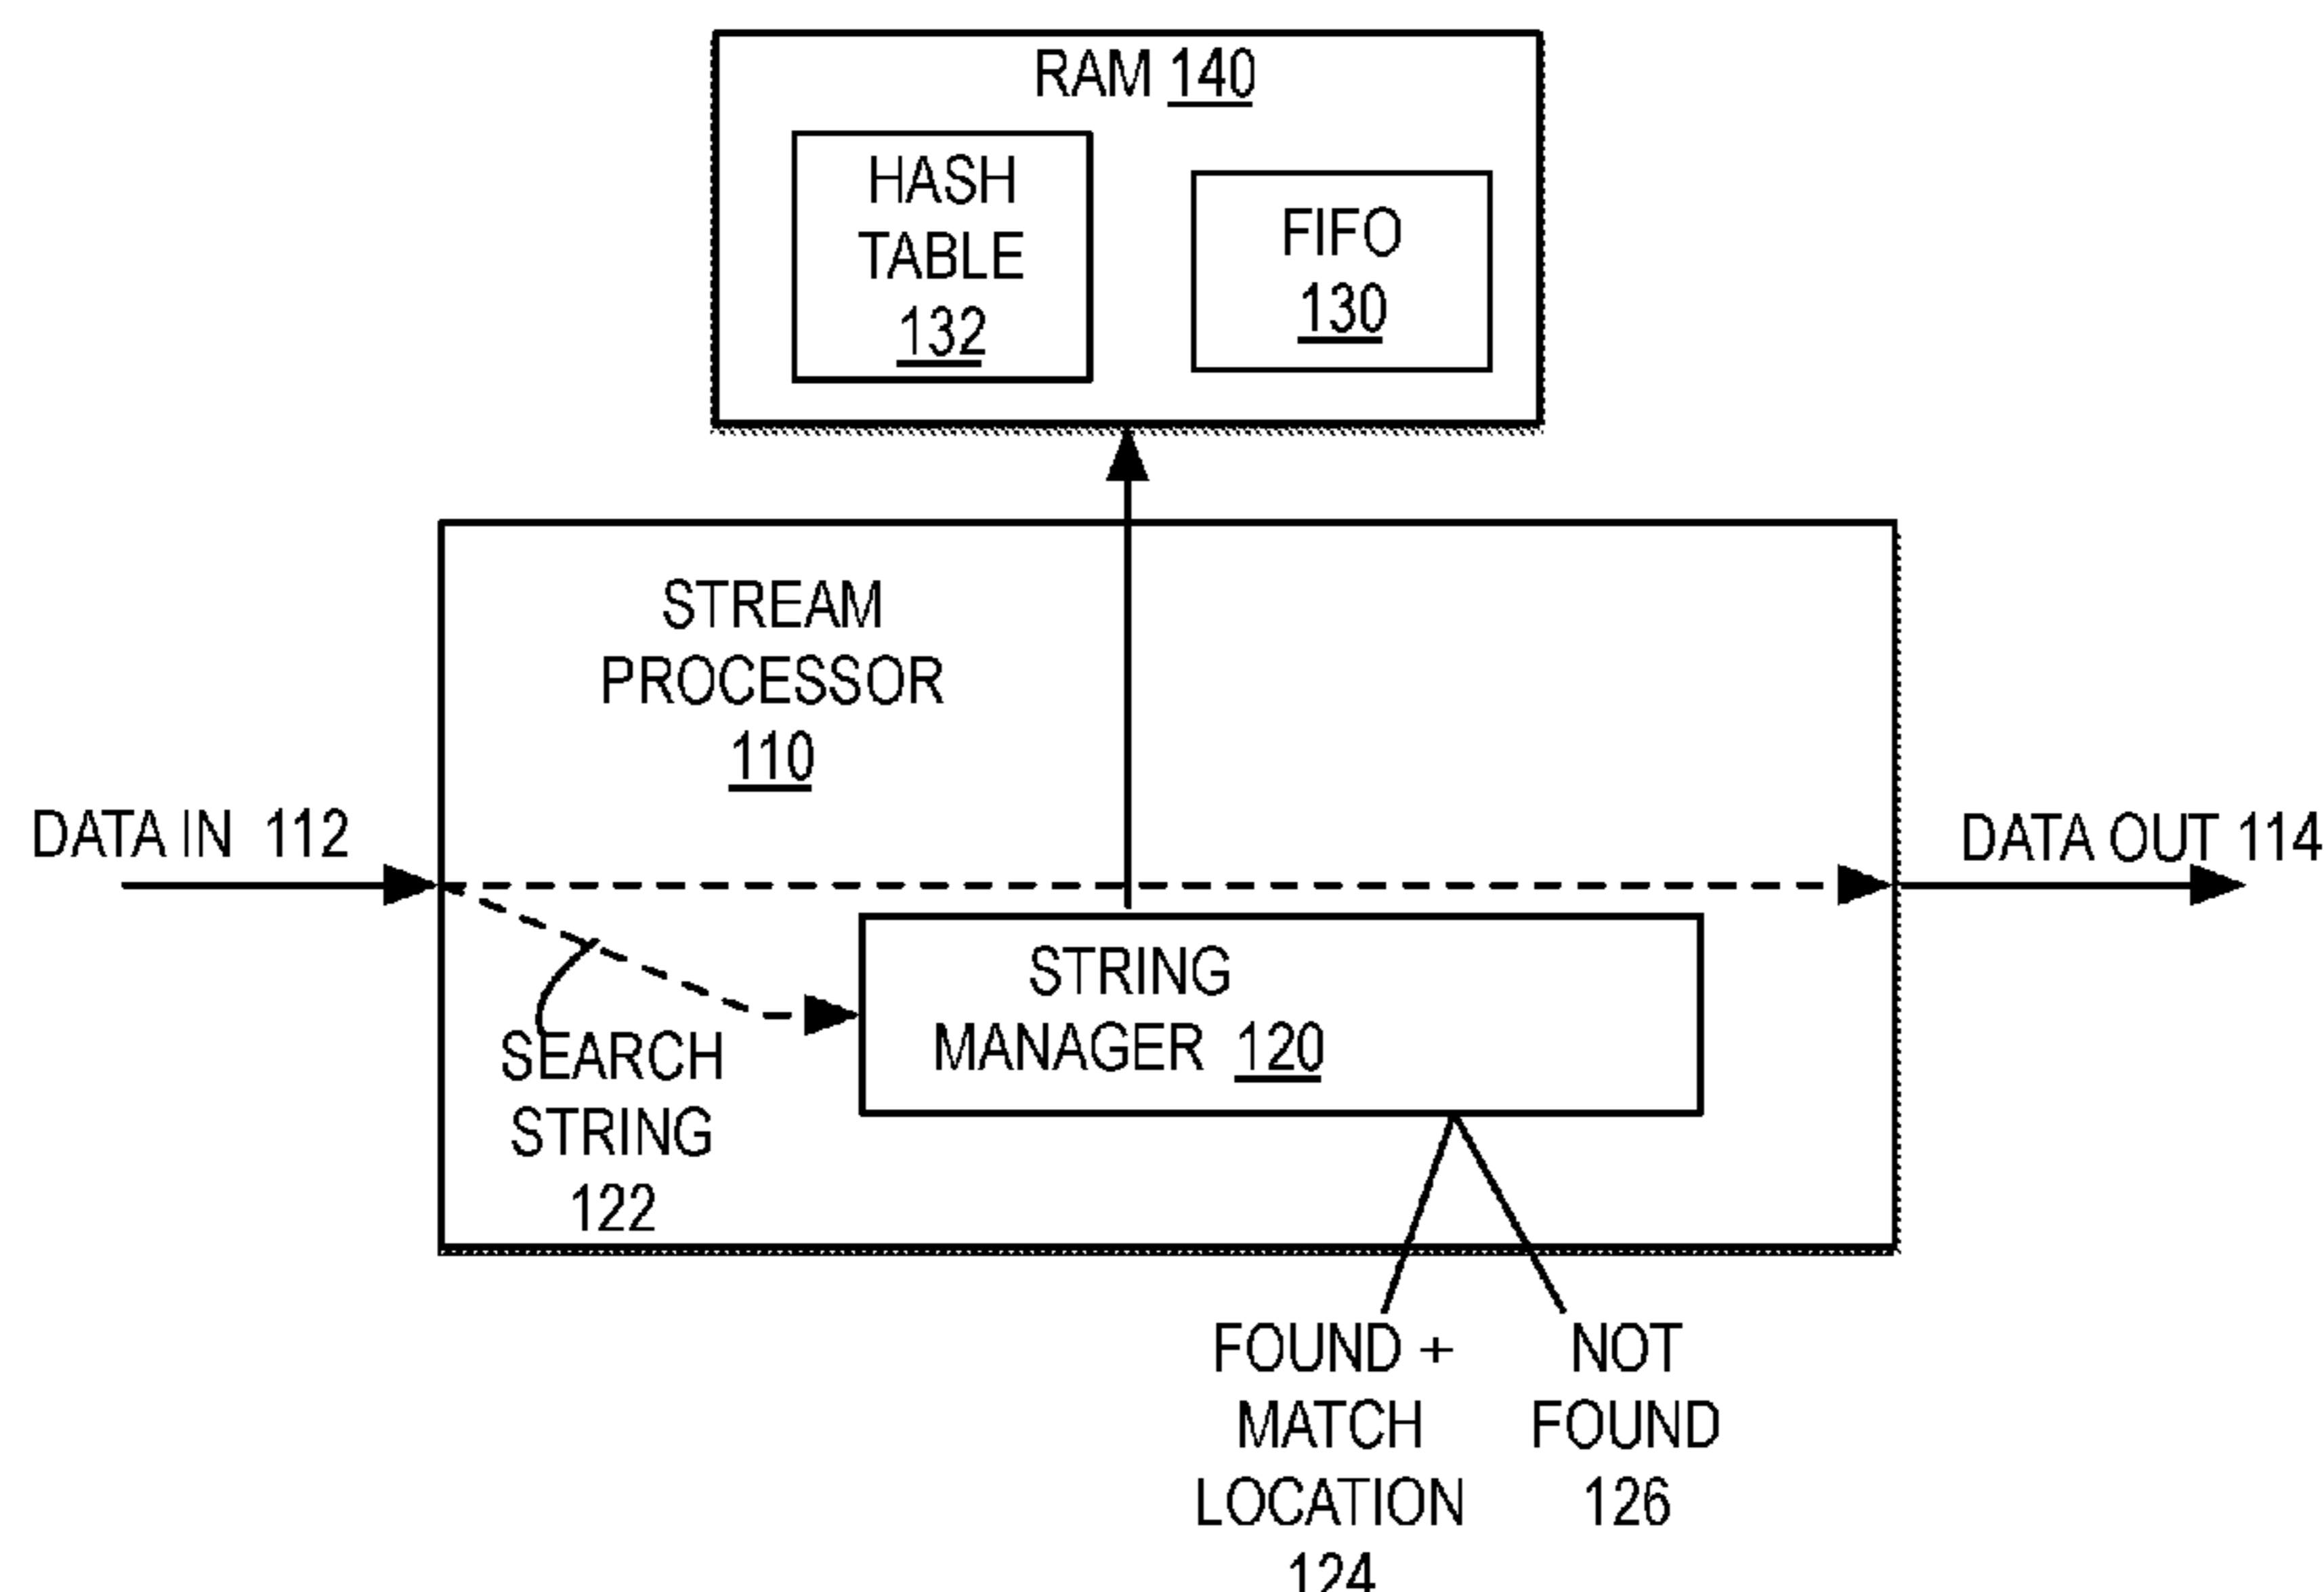 RAM 140
HASH
TABLE
132
FIFO
130
STREAM
PROCESSOR
110
DATA IN 112
DATA OUT 114
STRING
MANAGER 120
SEARCH
STRING
122
FOUND +
MATCH
LOCATION
124
NOT
FOUND
126